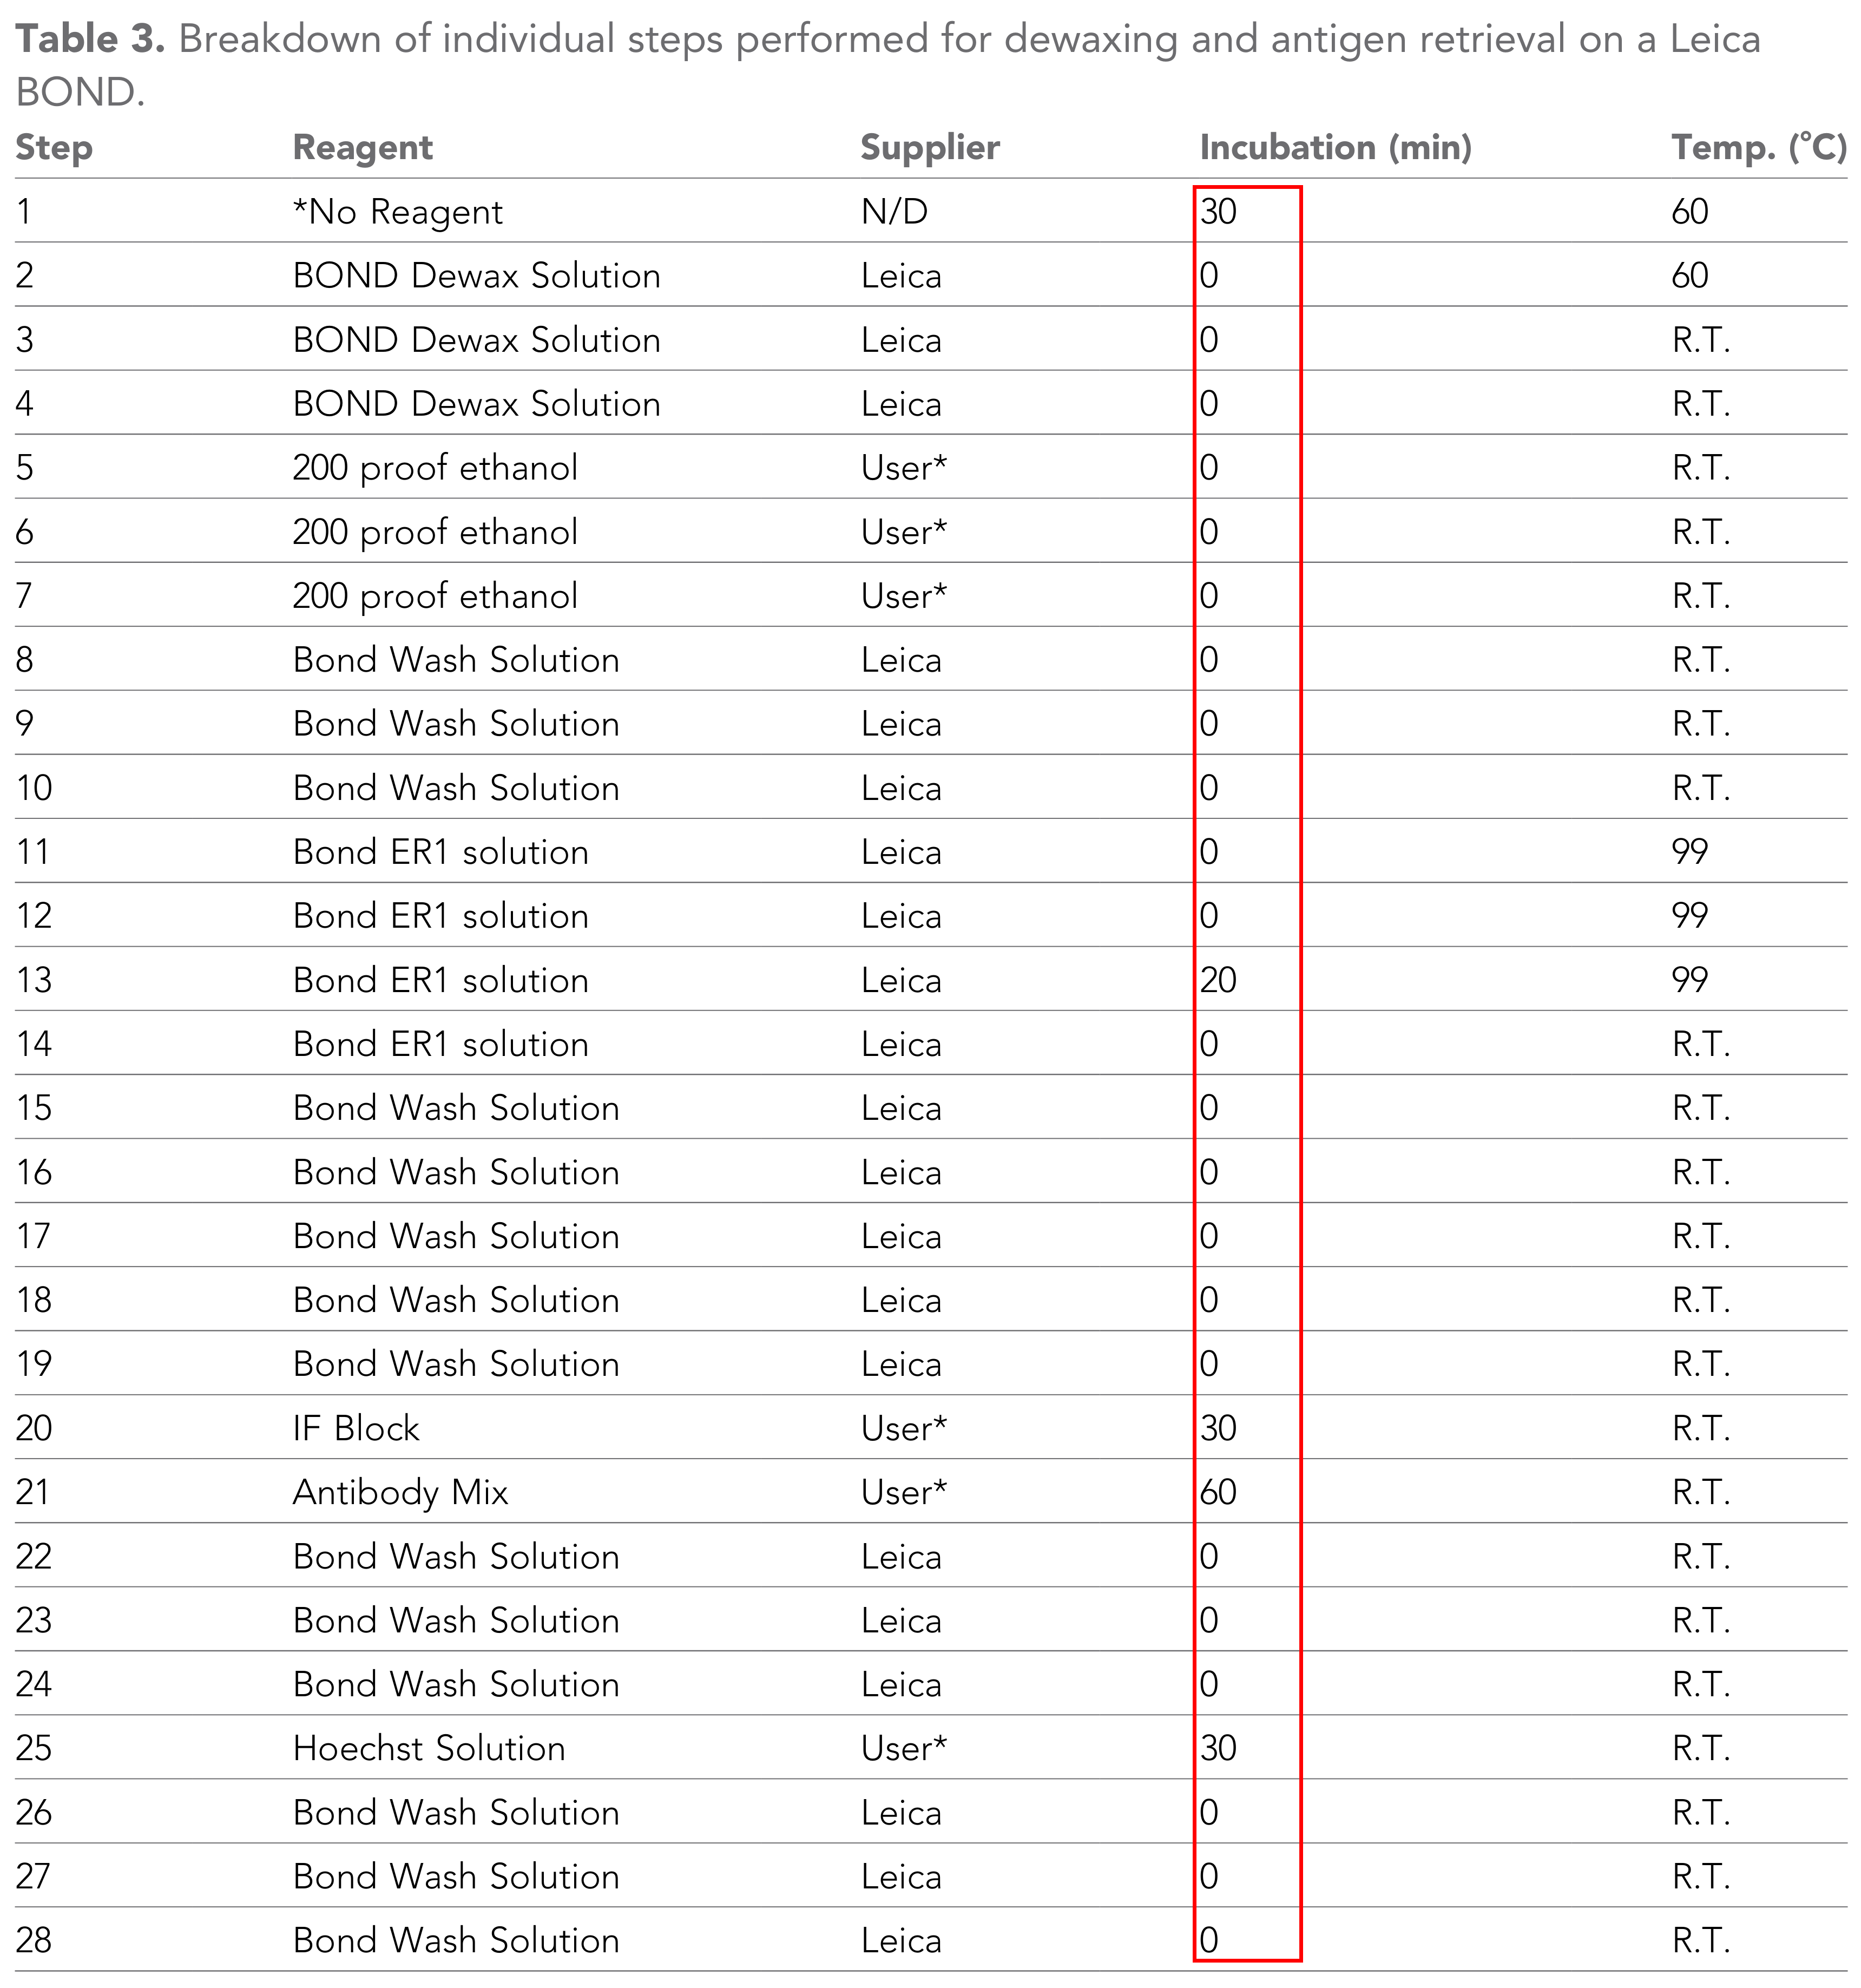 Table 3. Breakdown of individual steps performed for dewaxing and antigen retrieval on a Leica
BOND.
Step Reagent Supplier Incubation (min) Temp. (˚C)
1 *No Reagent N/D 30 60
2 BOND Dewax Solution Leica 0 60
3 BOND Dewax Solution Leica 0 R.T.
4 BOND Dewax Solution Leica 0 R.T.
5 200 proof ethanol User* 0 R.T.
6 200 proof ethanol User* 0 R.T.
7 200 proof ethanol User* 0 R.T.
8 Bond Wash Solution Leica 0 R.T.
9 Bond Wash Solution Leica 0 R.T.
10 Bond Wash Solution Leica 0 R.T.
11 Bond ER1 solution Leica 0 99
12 Bond ER1 solution Leica 0 99
13 Bond ER1 solution Leica 20 99
14 Bond ER1 solution Leica 0 R.T.
15 Bond Wash Solution Leica 0 R.T.
16 Bond Wash Solution Leica 0 R.T.
17 Bond Wash Solution Leica 0 R.T.
18 Bond Wash Solution Leica 0 R.T.
19 Bond Wash Solution Leica 0 R.T.
20 IF Block User* 30 R.T.
21 Antibody Mix User* 60 R.T.
22 Bond Wash Solution Leica 0 R.T.
23 Bond Wash Solution Leica 0 R.T.
24 Bond Wash Solution Leica 0 R.T.
25 Hoechst Solution User* 30 R.T.
26 Bond Wash Solution Leica 0 R.T.
27 Bond Wash Solution Leica 0 R.T.
28 Bond Wash Solution Leica 0 R.T.